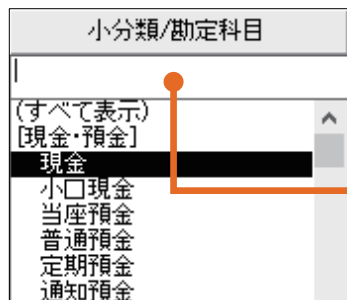 小分類/勘定科目
(すべて表示)
[現金･預金]
現金
小口現金
当座預金
普通預金
定期預金
通知預金